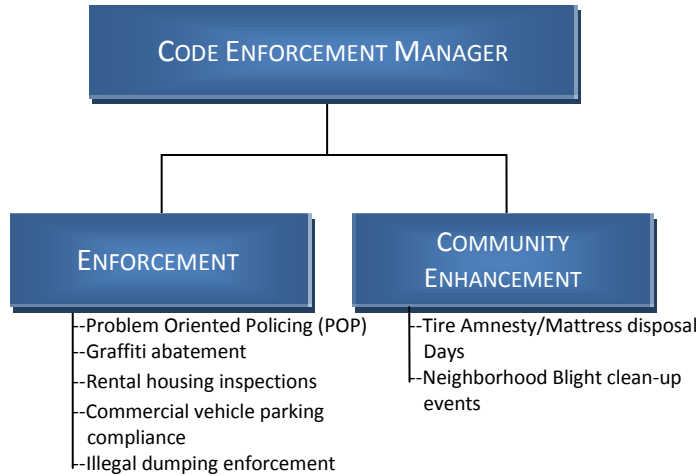 CODE ENFORCEMENT MANAGER
ENFORCEMENT
--Problem Oriented Policing (POP)
--Graffiti abatement
--Rental housing inspections
--Commercial vehicle parking
compliance
--Illegal dumping enforcement
COMMUNITY
ENHANCEMENT
--Tire Amnesty/Mattress disposal
Days
--Neighborhood Blight clean-up
events